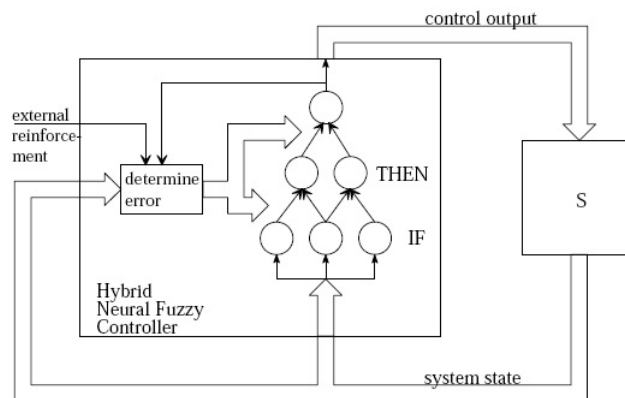 control output
external
reinforce-
ment
determine
error
THEN
S
IF
Hybrid
Neural Fuzzy
Controller
system state